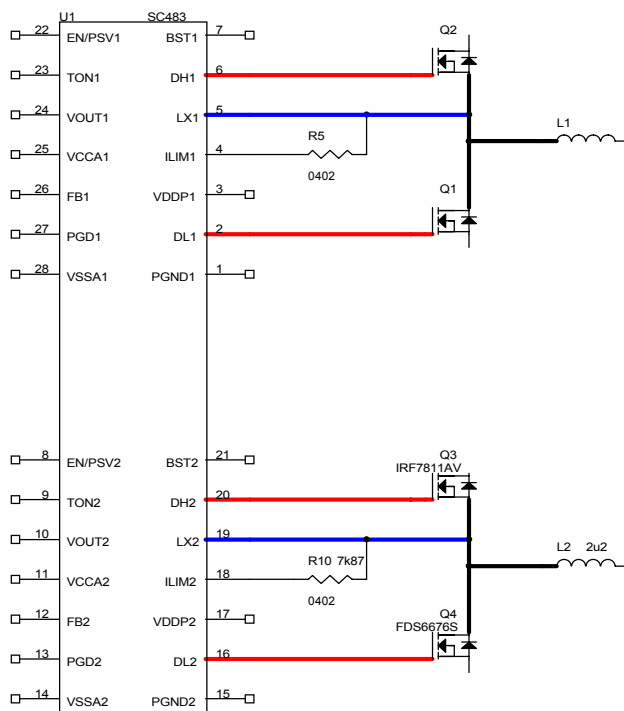 U1 SC483
22 EN/PSV1 BST1 7
23 TON1 DH1 6
24 VOUT1 LX1 5
25 VCCA1 ILIM1 4
26 FB1 VDDP1 3
27 PGD1 DL1 2
28 VSSA1 PGND1 1
Q2
R5
0402
Q1
L1
8 EN/PSV2 BST2 21
9 TON2 DH2 20
10 VOUT2 LX2 19
11 VCCA2 ILIM2 18
12 FB2 VDDP2 17
13 PGD2 DL2 16
14 VSSA2 PGND2 15
Q3
IRF7811AV
R10 7k87
0402
Q4
FDS6676S
L2 2u2